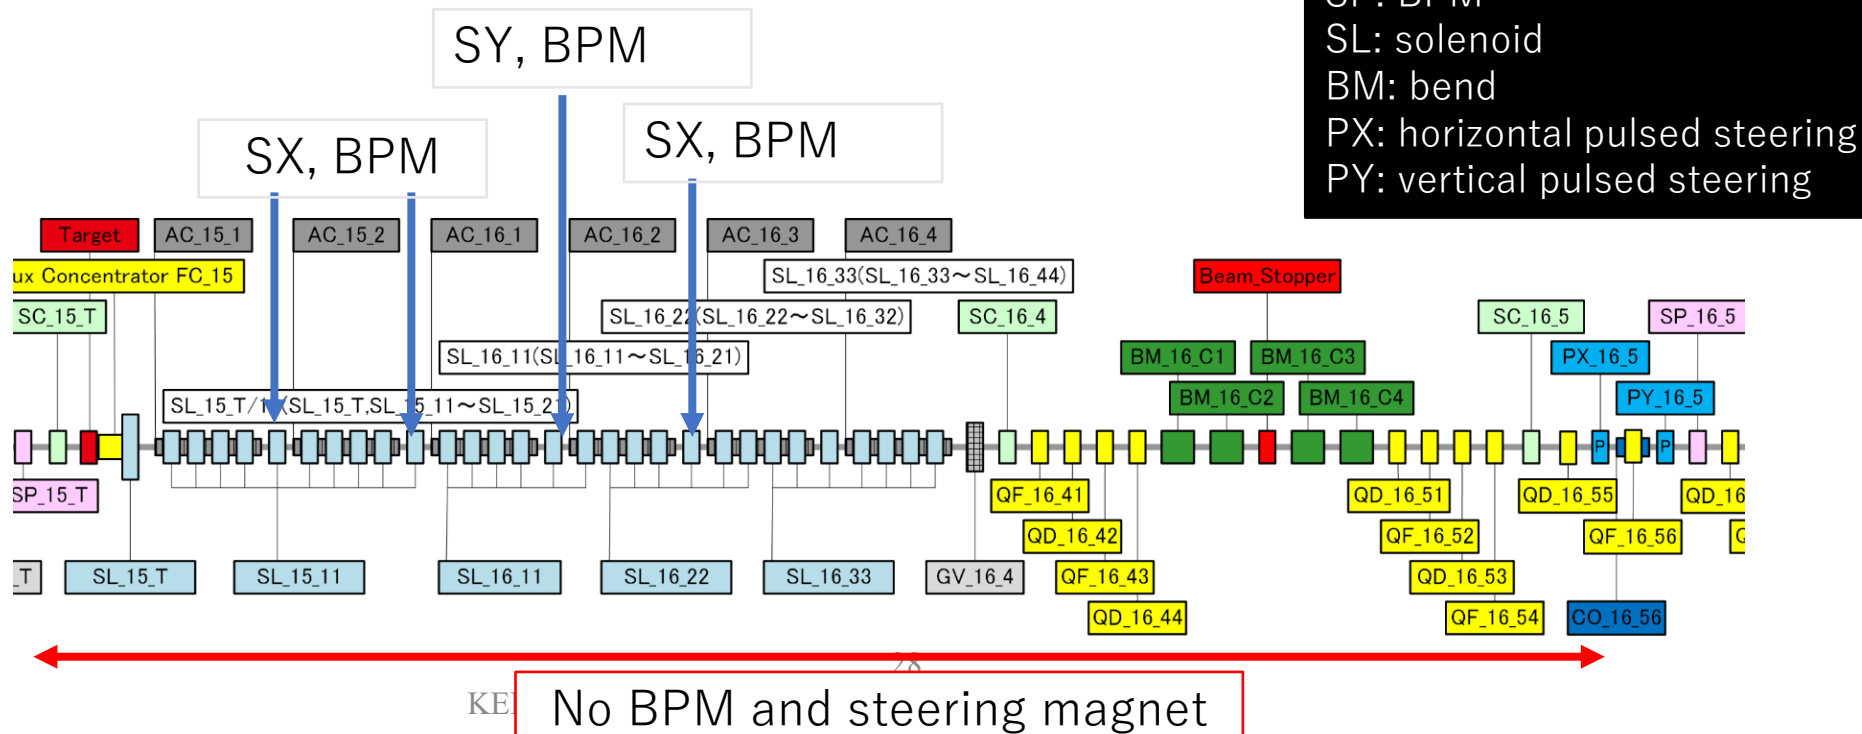 SP: BPM
SL: solenoid
BM: bend
PX: horizontal pulsed steering
PY: vertical pulsed steering
SY, BPM
SX, BPM
SX, BPM
Target
AC_15_1
AC_15_2
AC_16_1
AC_16_2
AC_16_3
AC_16_4
ux Concentrator FC_15
SL_16_33(SL_16_33～SL_16_44)
Beam_Stopper
SC_15_T
SL_16_22(SL_16_22～SL_16_32)
SC_16_4
SC_16_5
SP_16_5
SL_16_11(SL_16_11～SL_16_21)
BM_16_C1
BM_16_C3
PX_16_5
SL_15_T/1 (SL_15_T,SL_15_11～SL_15_21)
BM_16_C2
BM_16_C4
PY_16_5
P
P
SP_15_T
QF_16_41
QD_16_51
QD_16_55
QD_16
QD_16_42
QF_16_52
QF_16_56
_T
SL_15_T
SL_15_11
SL_16_11
SL_16_22
SL_16_33
GV_16_4
QF_16_43
QD_16_53
QD_16_44
QF_16_54
CO_16_56
28
No BPM and steering magnet